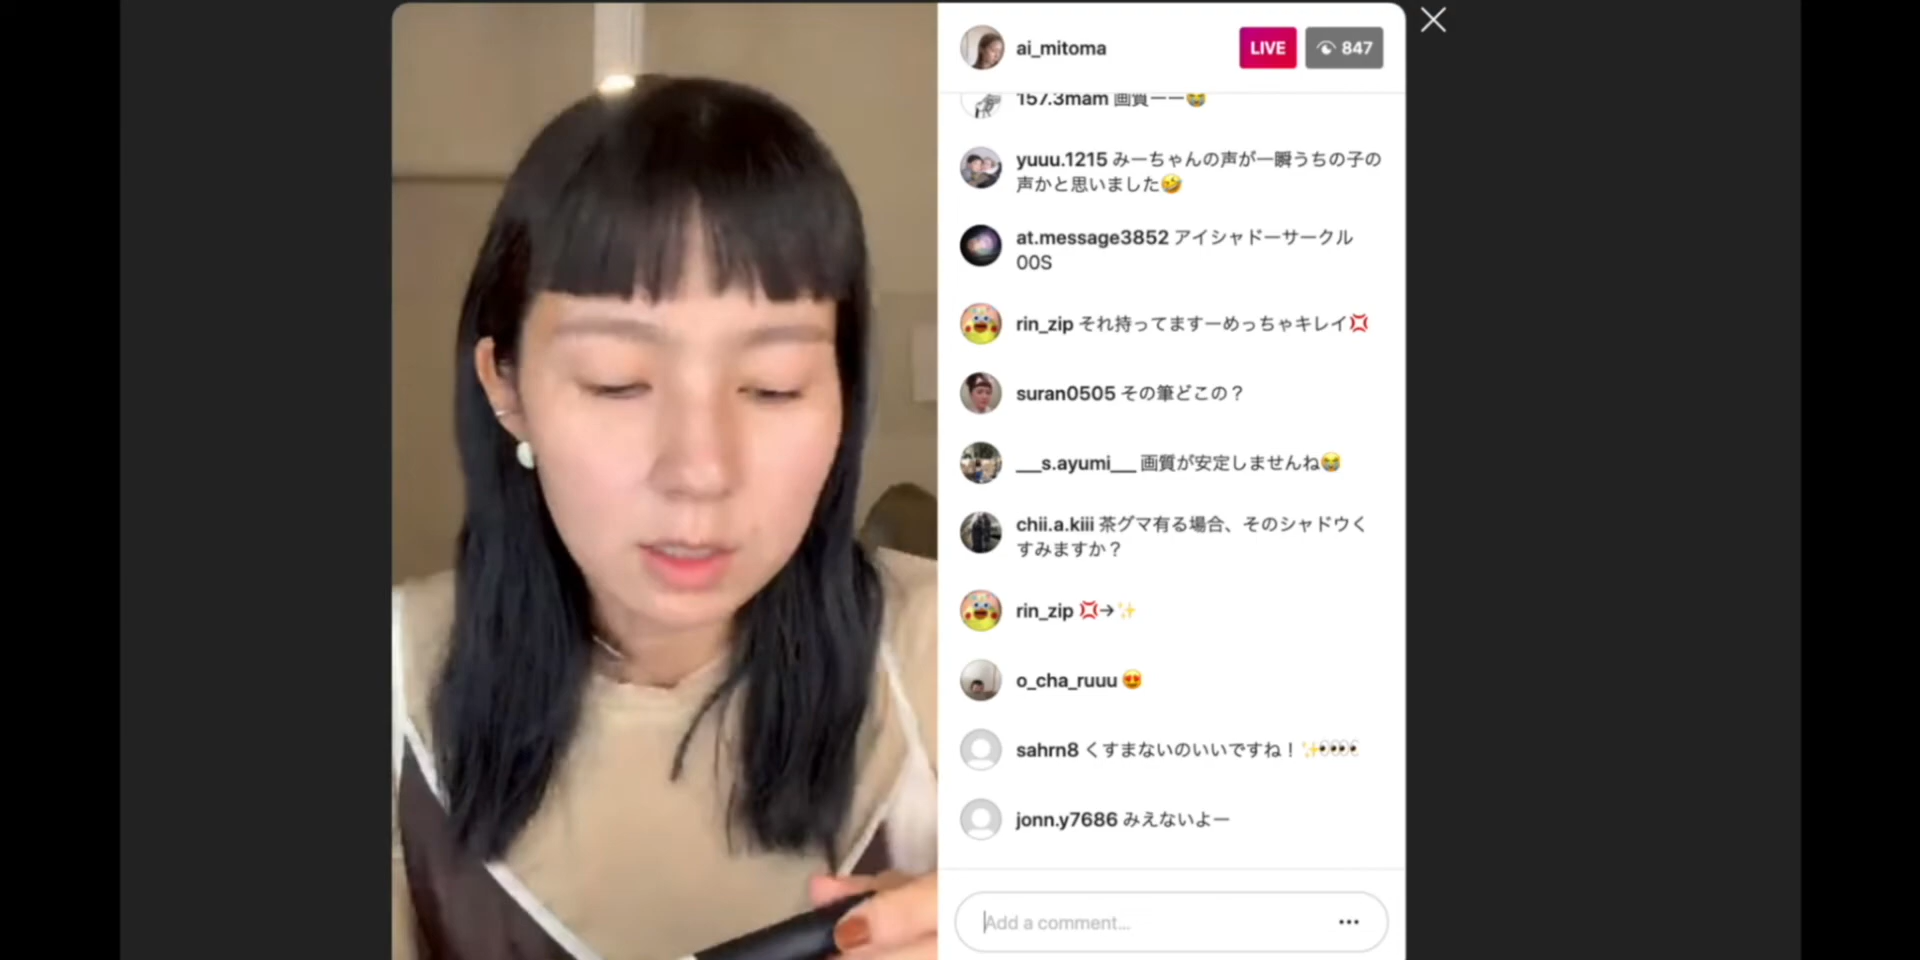 ai_mitoma
LIVE
847
157.3mam 画質ーー😭
yuuu.1215 みーちゃんの声が一瞬うちの子の
声かと思いました🤣
at.message3852 アイシャドーサークル
00S
rin_zip それ持ってますーめっちゃキレイ💢
suran0505 その筆どこの？
___s.ayumi___ 画質が安定しませんね😭
chii.a.kiii 茶グマ有る場合、そのシャドウく
すみますか？
rin_zip 💢→✨
o_cha_ruuu 😍
sahrn8 くすまないのいいですね！✨👀👀
jonn.y7686 みえないよー
Add a comment...